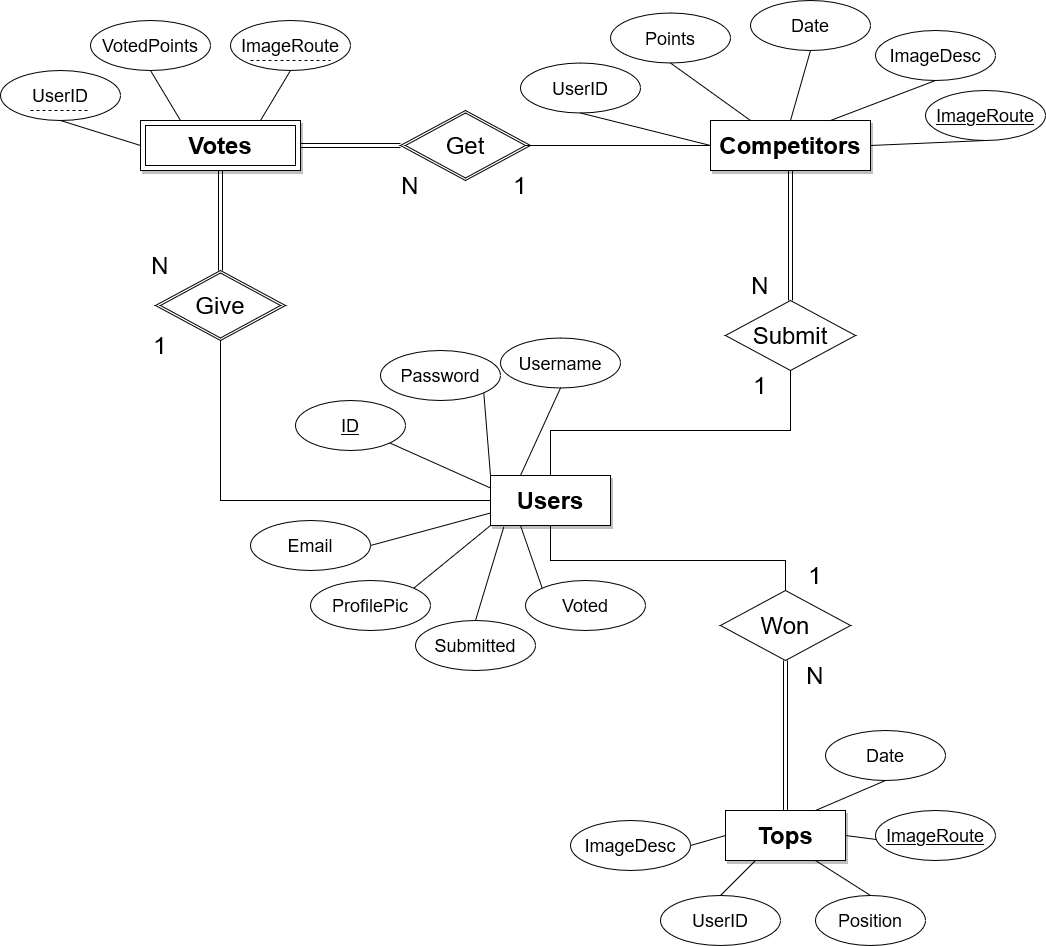 Date
Points
VotedPoints
ImageRoute
ImageDesc
UserID
UserID
ImageRoute
Votes
Get
Competitors
N
1
N
Give
1
N
Submit
1
Username
Password
ID
Users
Email
ProfilePic
Voted
Submitted
1
Won
N
Date
Tops
ImageRoute
ImageDesc
UserID
Position